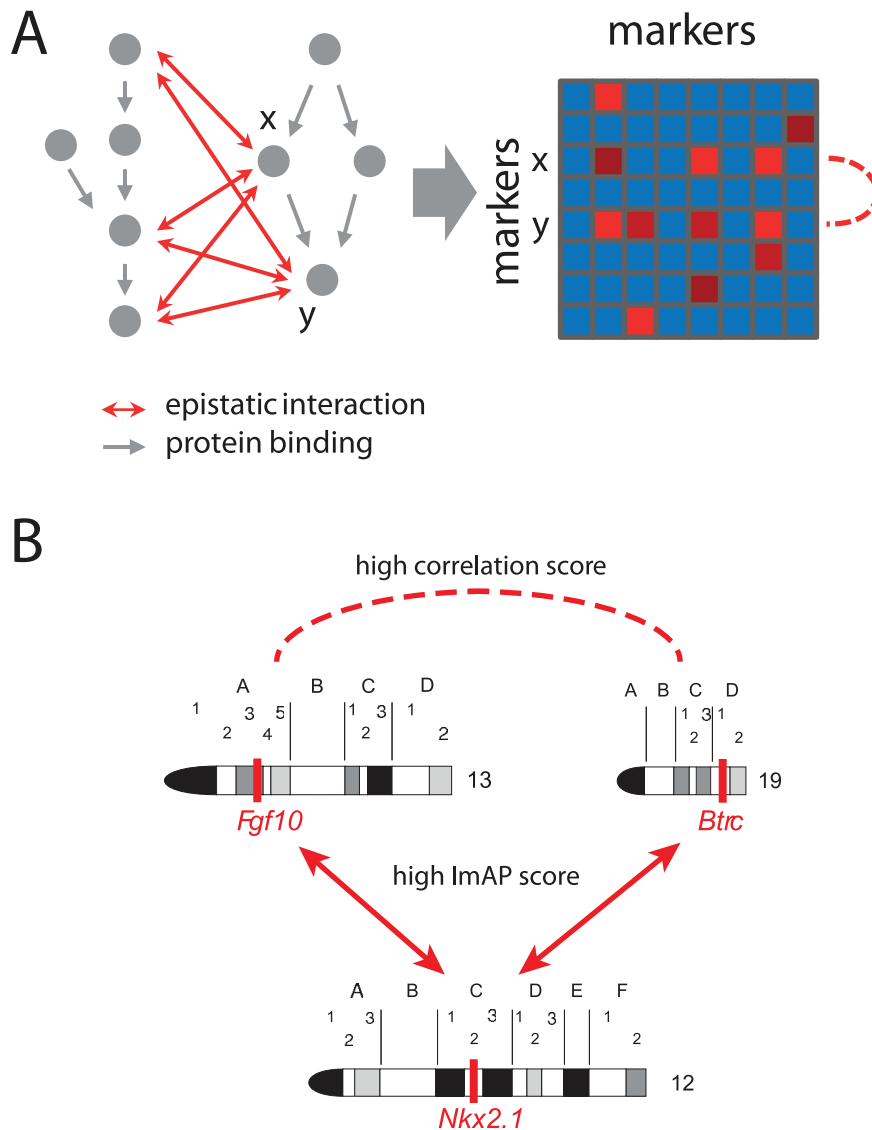 A
markers
x
y
markers
x
y
epistatic interaction
protein binding
B
high correlation score
A B C D
1 2 3 4 5 1 2 3 1 2
13
Fgf10
A B C D
1 2 3 1 2
19
Btrc
high ImAP score
A B C D E F
1 2 3 1 2 3 1 2 3 1 2
12
Nkx2.1